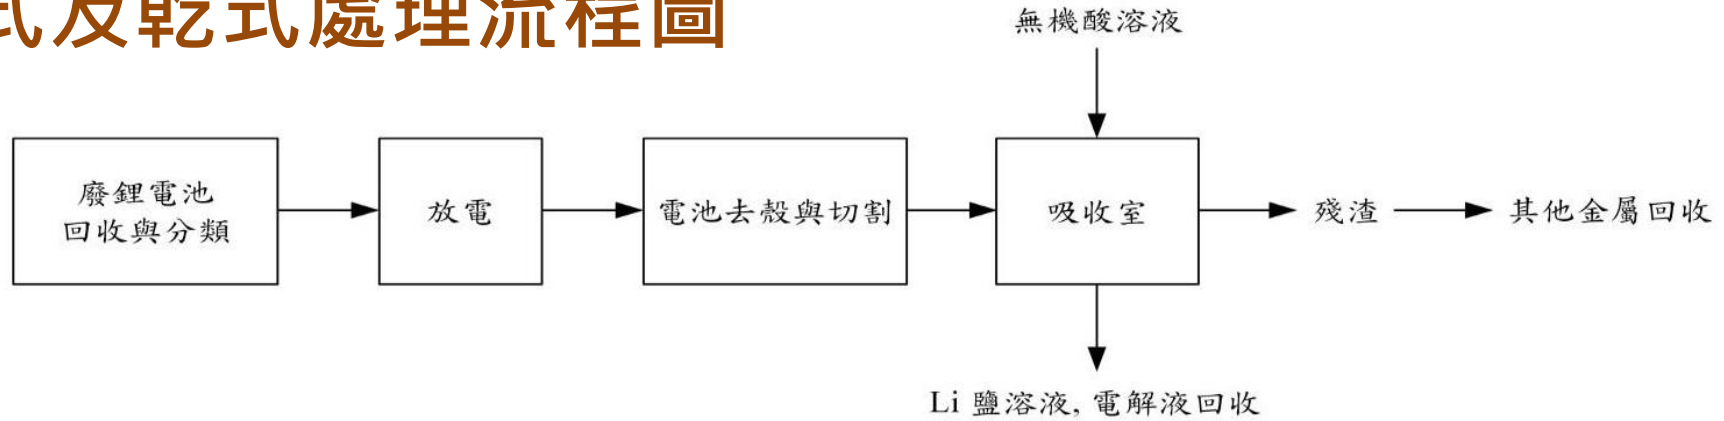 式及乾式處理流程圖
無機酸溶液
廢鋰電池
回收與分類
放電
電池去殼與切割
吸收室
殘渣
其他金屬回收
Li 鹽溶液, 電解液回收